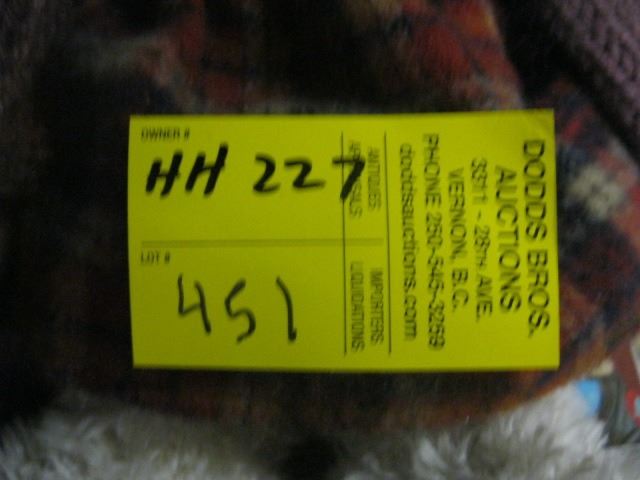 OWNER #
HH 227
LOT #
451
DODDS BROS.
AUCTIONS
3311 - 28TH AVE.
VERNON, B.C.
PHONE 250-545-3259
doddsauctions.com
ANTIQUES IMPORTERS
APPRAISALS LIQUIDATIONS